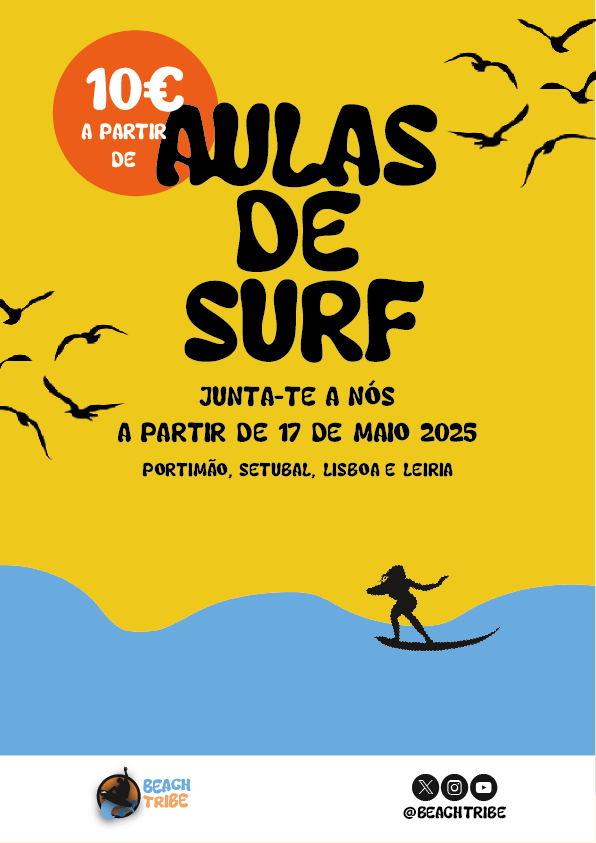 10€
A PARTIR
DE
AULAS
DE
SURF
JUNTA-TE A NÓS
A PARTIR DE 17 DE MAIO 2025
PORTIMÃO, SETUBAL, LISBOA E LEIRIA
BEACH
TRIBE
@BEACHTRIBE